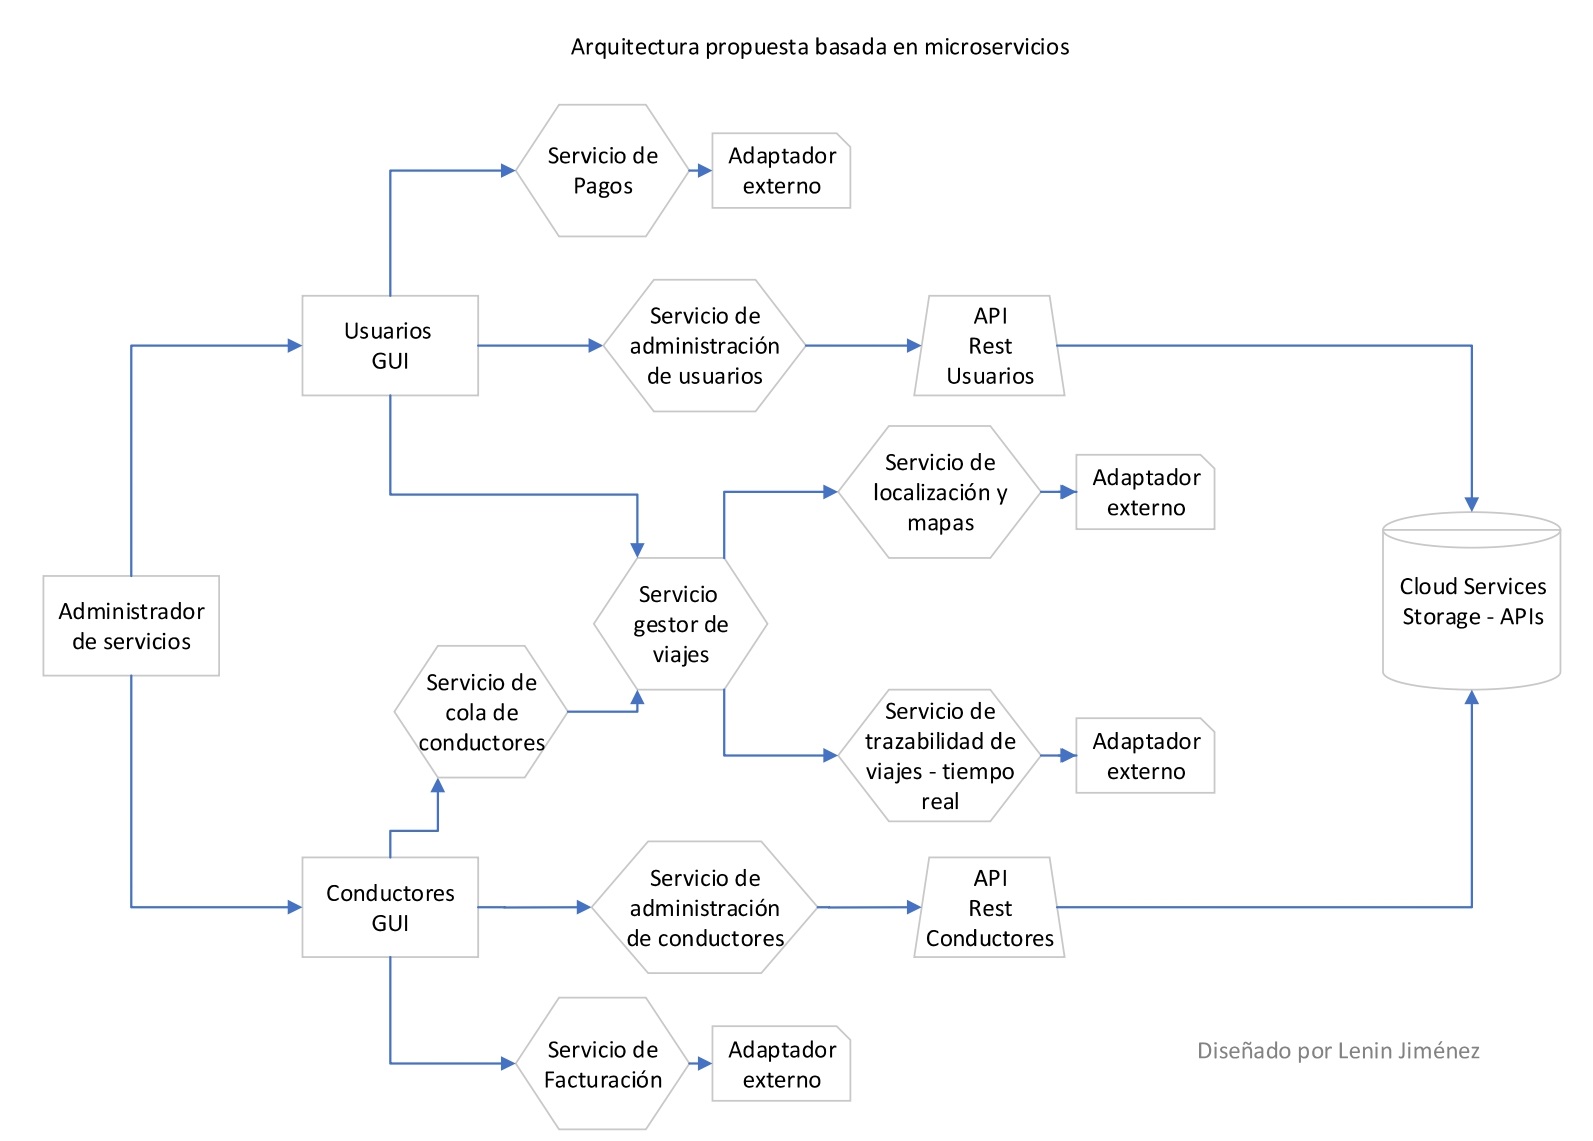 Arquitectura propuesta basada en microservicios
Servicio de
Pagos
Adaptador
externo
Usuarios
GUI
Servicio de
administración
de usuarios
API
Rest
Usuarios
Servicio de
localización y
mapas
Adaptador
externo
Administrador
de servicios
Servicio
gestor de
viajes
Cloud Services
Storage - APIs
Servicio de
cola de
conductores
Servicio de
trazabilidad de
viajes - tiempo
real
Adaptador
externo
Conductores
GUI
Servicio de
administración
de conductores
API
Rest
Conductores
Servicio de
Facturación
Adaptador
externo
Diseñado por Lenin Jiménez